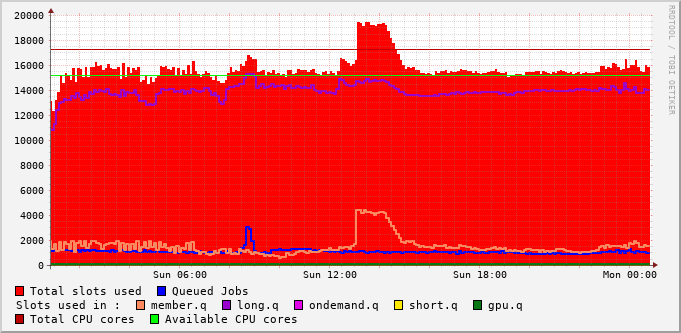 RRDTOOL / TOBI OETIKER
20000
18000
16000
14000
12000
10000
8000
6000
4000
2000
0
Sun 06:00 Sun 12:00 Sun 18:00 Mon 00:00
Total slots used Queued Jobs
Slots used in : member.q long.q ondemand.q short.q gpu.q
Total CPU cores Available CPU cores